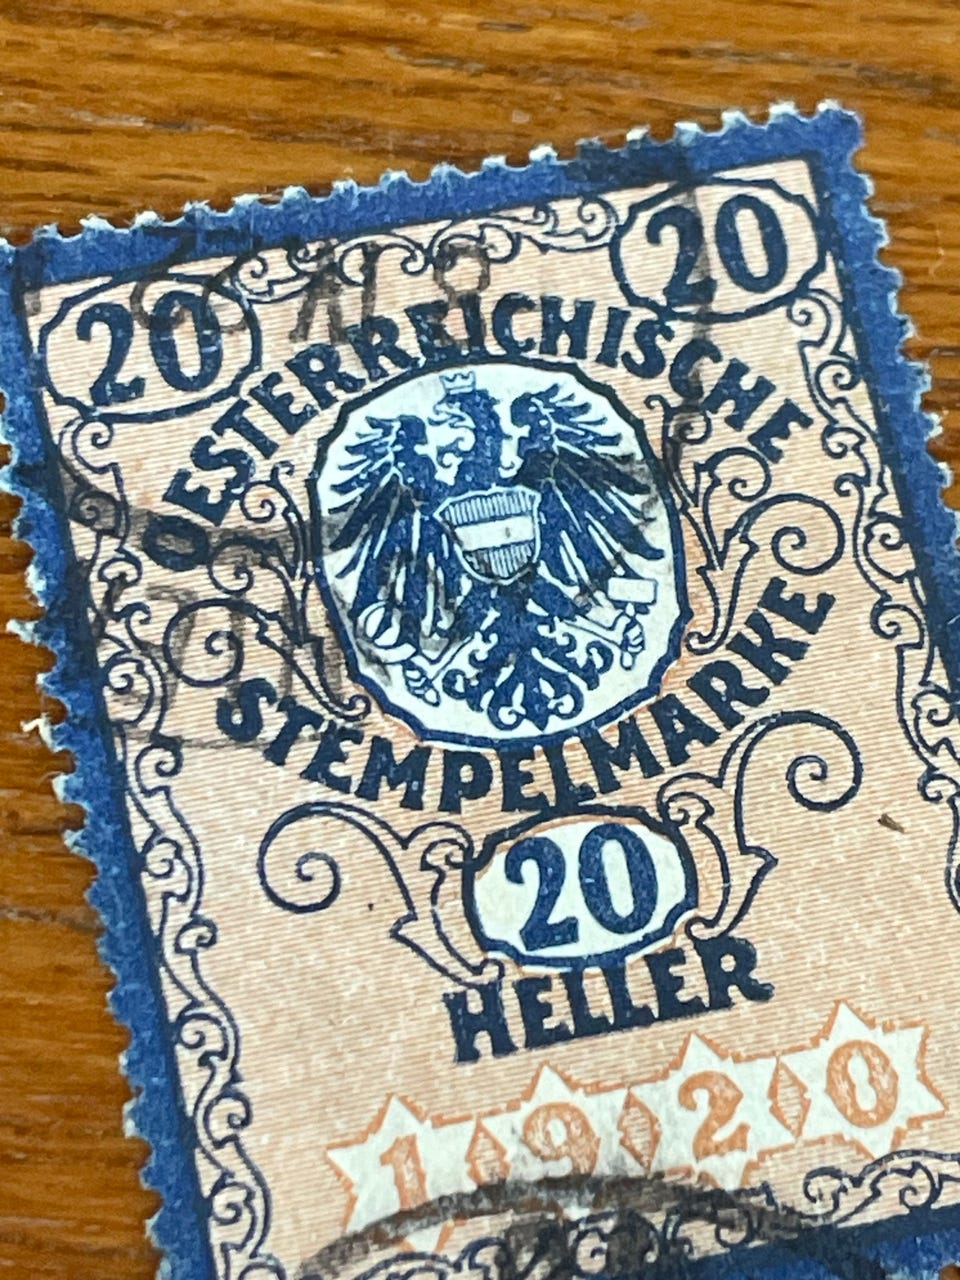 20 20
OESTERREICHISCHE
STEMPELMARKE
20
HELLER
1920